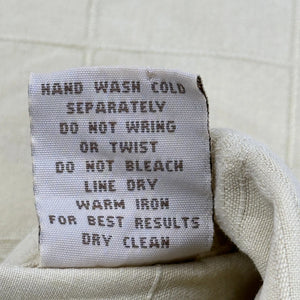 HAND WASH COLD
SEPARATELY
DO NOT WRING
OR TWIST
DO NOT BLEACH
LINE DRY
WARM IRON
FOR BEST RESULTS
DRY CLEAN